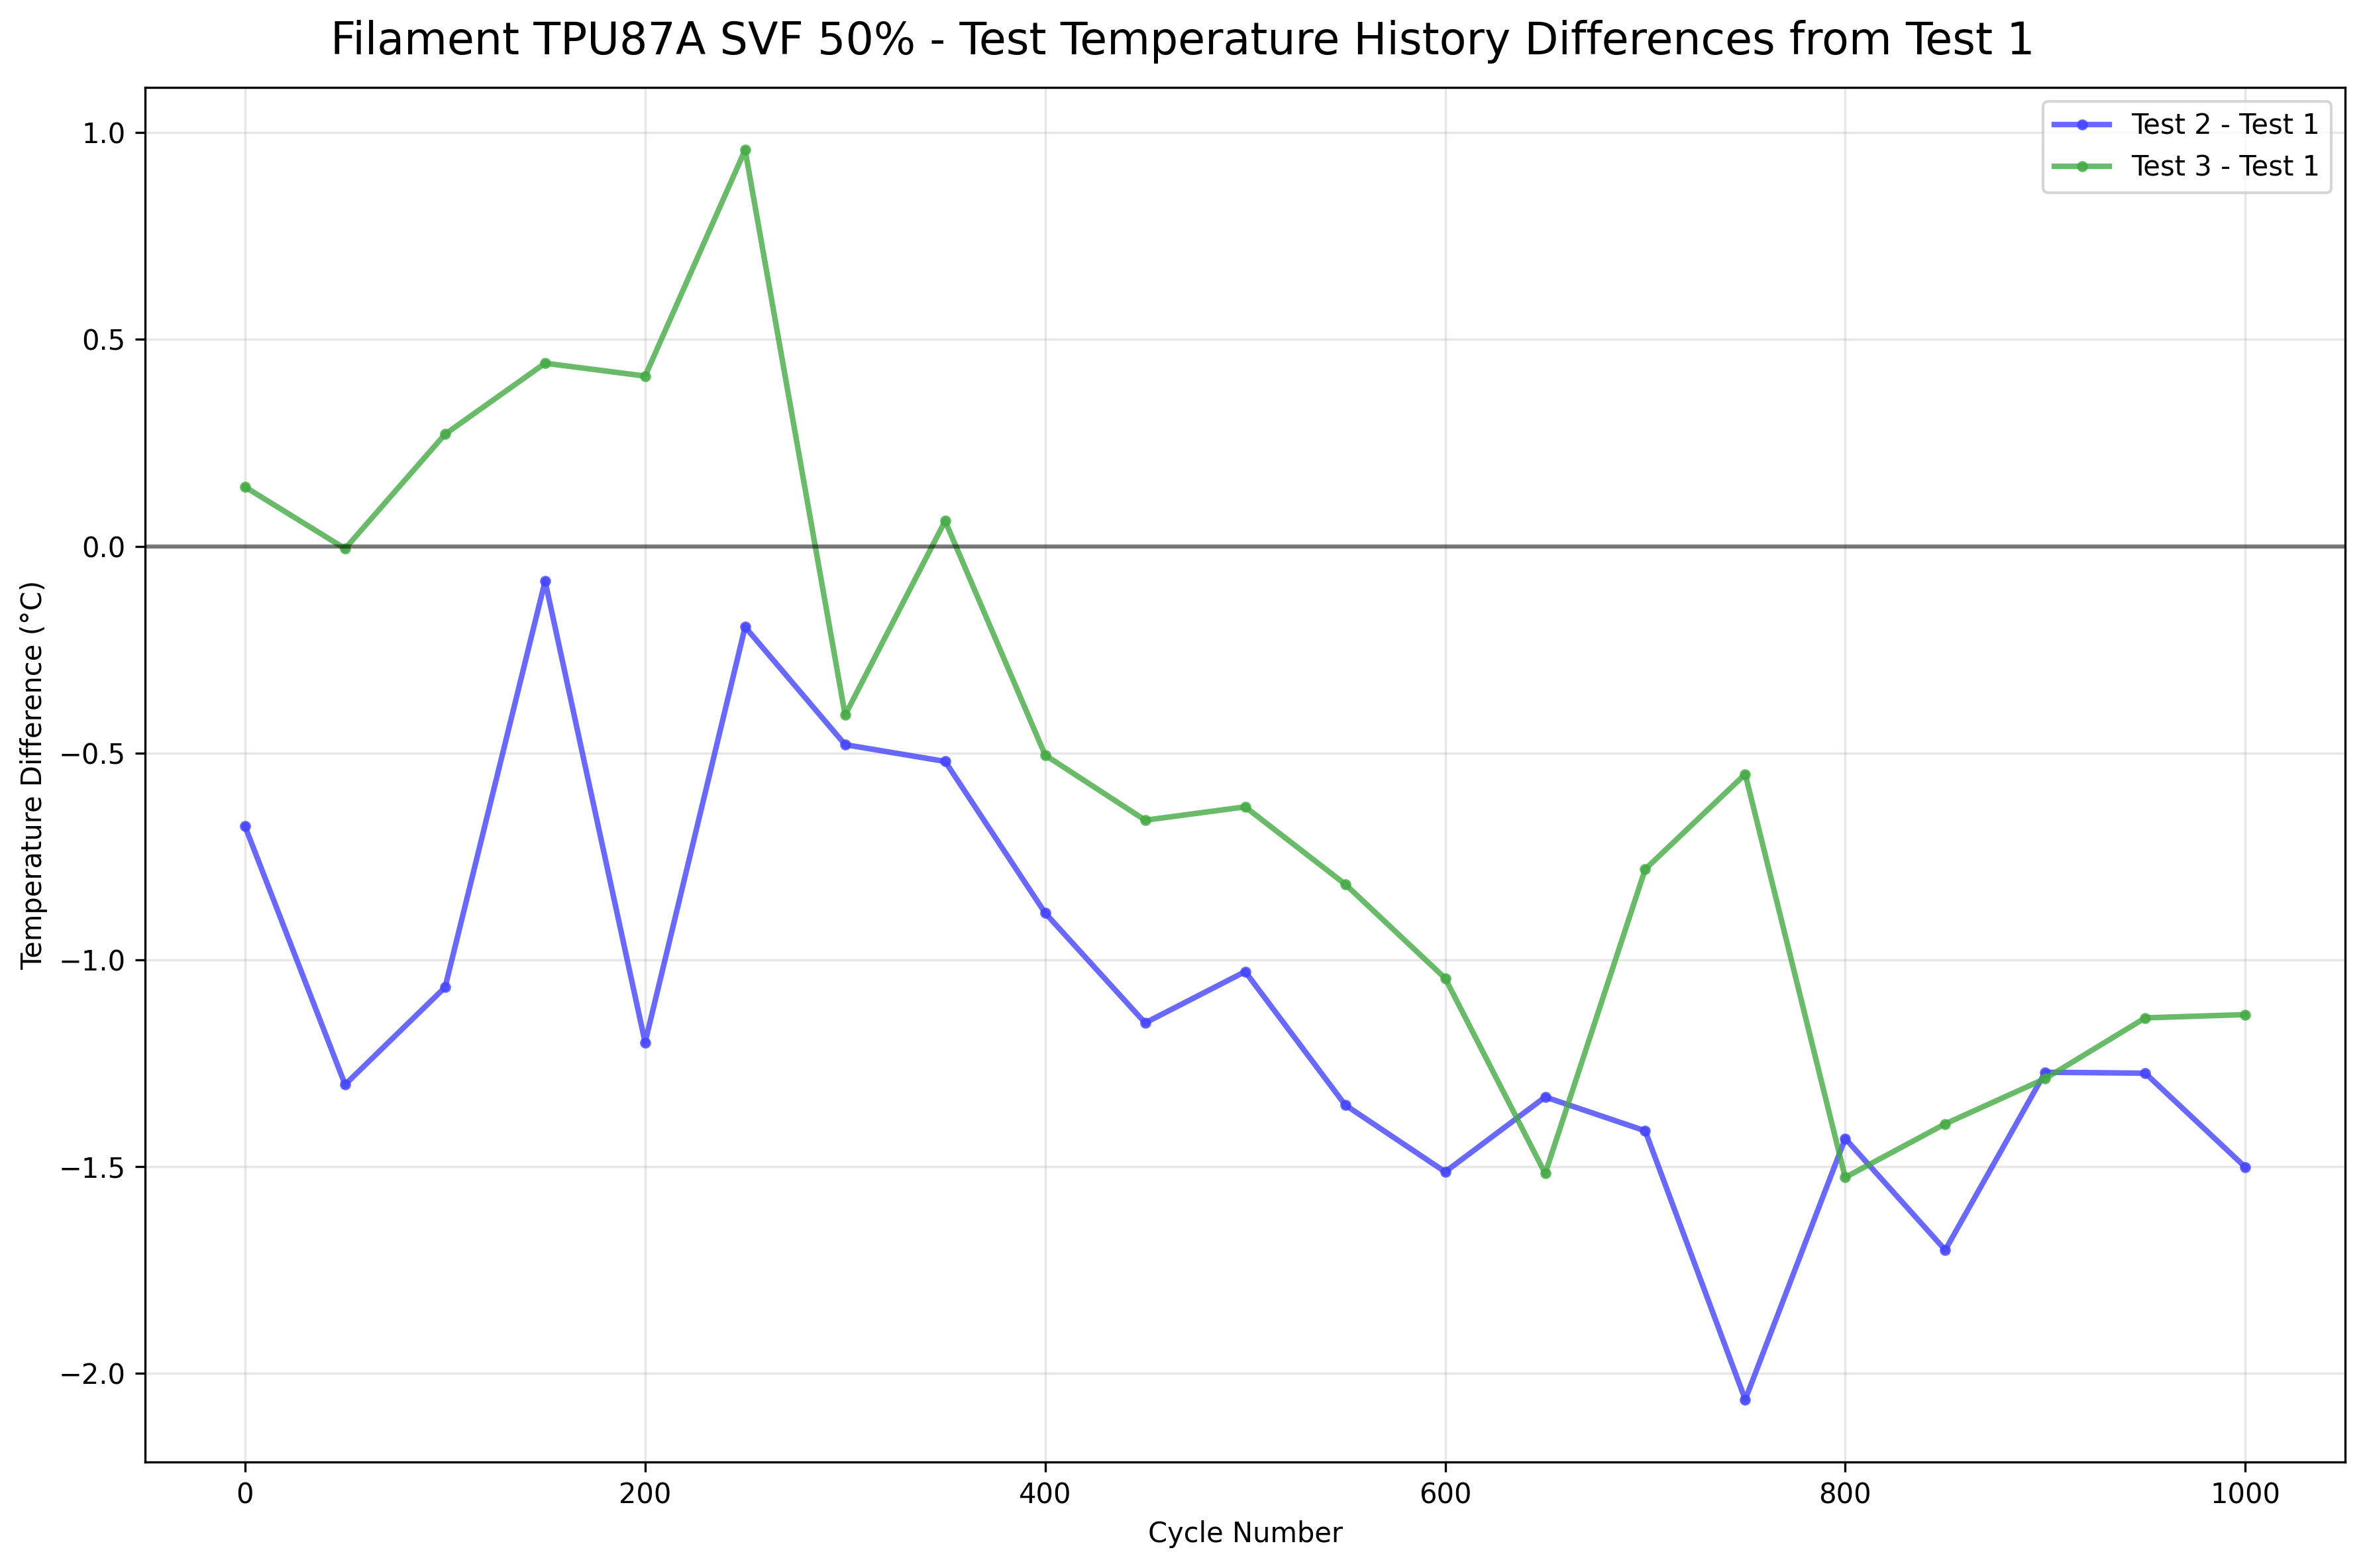 Filament TPU87A SVF 50% - Test Temperature History Differences from Test 1
Test 2 - Test 1
Test 3 - Test 1
Temperature Difference (°C)
1.0
0.5
0.0
−0.5
−1.0
−1.5
−2.0
0
200
400
600
800
1000
Cycle Number